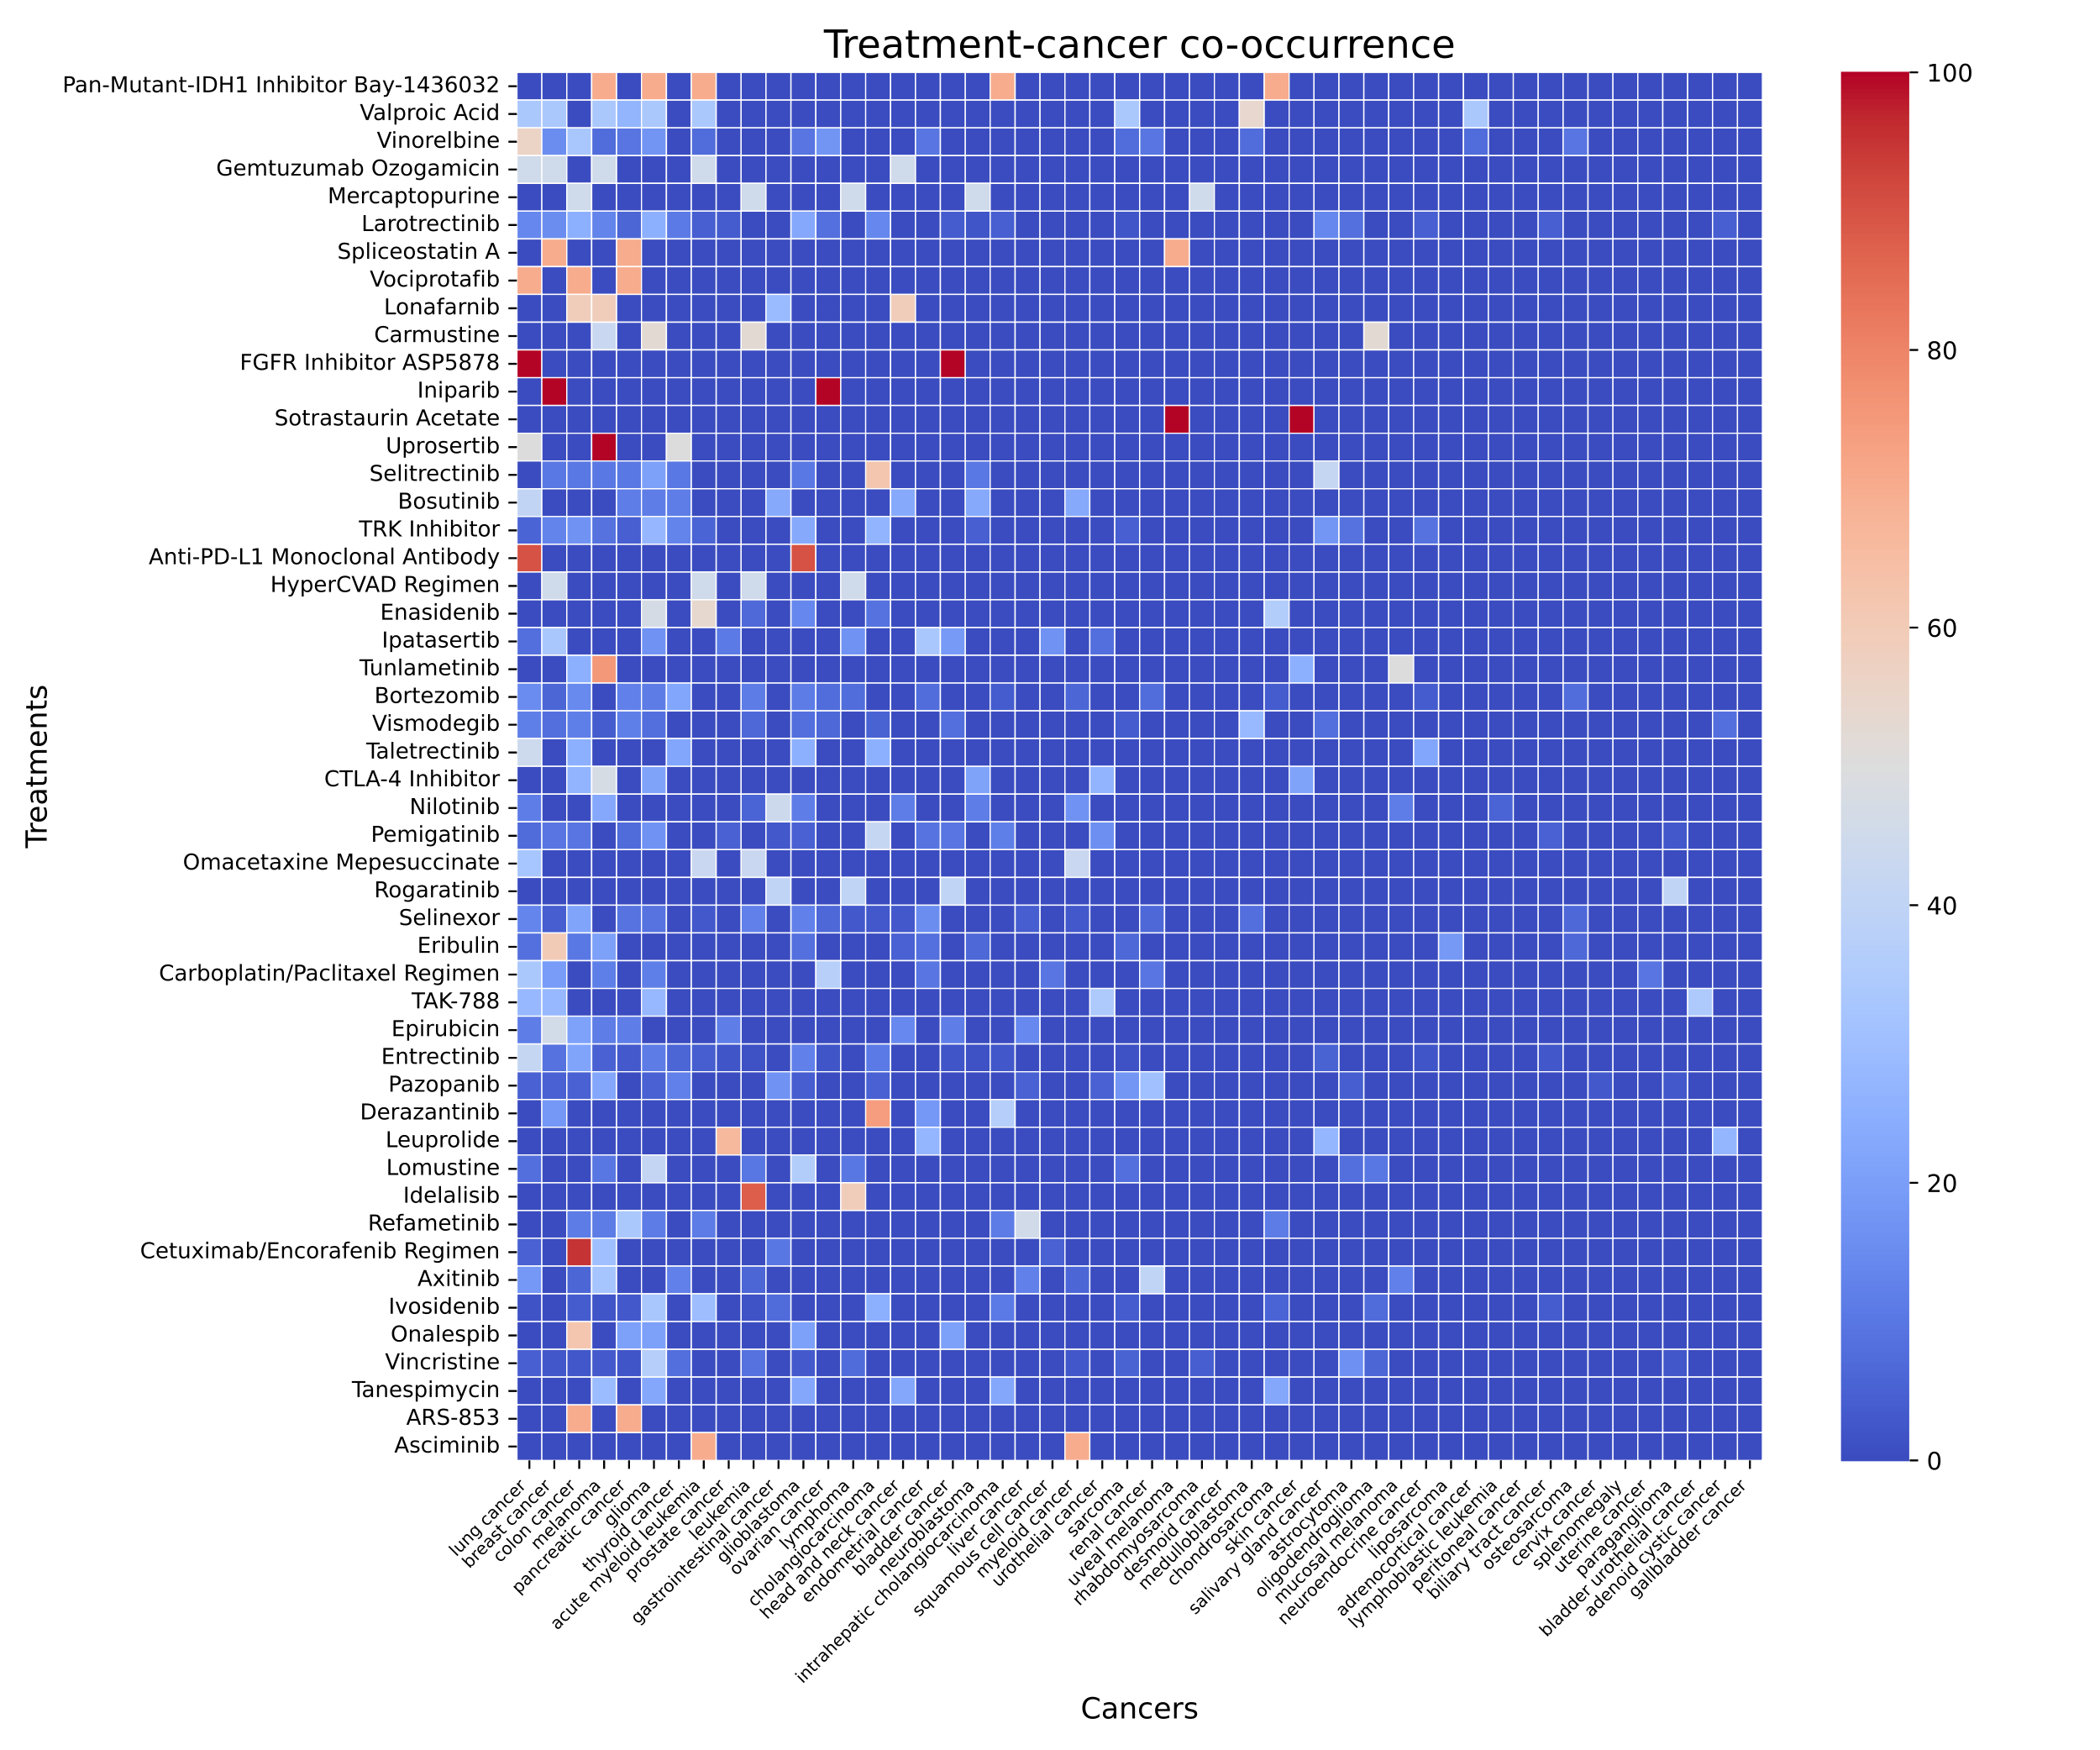 Treatment-cancer co-occurrence
Treatments
Pan-Mutant-IDH1 Inhibitor Bay-1436032
Valproic Acid
Vinorelbine
Gemtuzumab Ozogamicin
Mercaptopurine
Larotrectinib
Spliceostatin A
Vociprotafib
Lonafarnib
Carmustine
FGFR Inhibitor ASP5878
Iniparib
Sotrastaurin Acetate
Uprosertib
Selitrectinib
Bosutinib
TRK Inhibitor
Anti-PD-L1 Monoclonal Antibody
HyperCVAD Regimen
Enasidenib
Ipatasertib
Tunlametinib
Bortezomib
Vismodegib
Taletrectinib
CTLA-4 Inhibitor
Nilotinib
Pemigatinib
Omacetaxine Mepesuccinate
Rogaratinib
Selinexor
Eribulin
Carboplatin/Paclitaxel Regimen
TAK-788
Epirubicin
Entrectinib
Pazopanib
Derazantinib
Leuprolide
Lomustine
Idelalisib
Refametinib
Cetuximab/Encorafenib Regimen
Axitinib
Ivosidenib
Onalespib
Vincristine
Tanespimycin
ARS-853
Asciminib
lung cancer
breast cancer
colon cancer
melanoma
pancreatic cancer
glioma
thyroid cancer
acute myeloid leukemia
prostate cancer
leukemia
gastrointestinal cancer
glioblastoma
ovarian cancer
lymphoma
cholangiocarcinoma
head and neck cancer
endometrial cancer
bladder cancer
neuroblastoma
intrahepatic cholangiocarcinoma
liver cancer
squamous cell cancer
myeloid cancer
urothelial cancer
sarcoma
renal cancer
uveal melanoma
rhabdomyosarcoma
desmoid cancer
medulloblastoma
chondrosarcoma
skin cancer
salivary gland cancer
astrocytoma
oligodendroglioma
mucosal melanoma
neuroendocrine cancer
liposarcoma
adrenocortical cancer
lymphoblastic leukemia
peritoneal cancer
biliary tract cancer
osteosarcoma
cervix cancer
splenomegaly
uterine cancer
paraganglioma
bladder urothelial cancer
adenoid cystic cancer
gallbladder cancer
Cancers
100
80
60
40
20
0